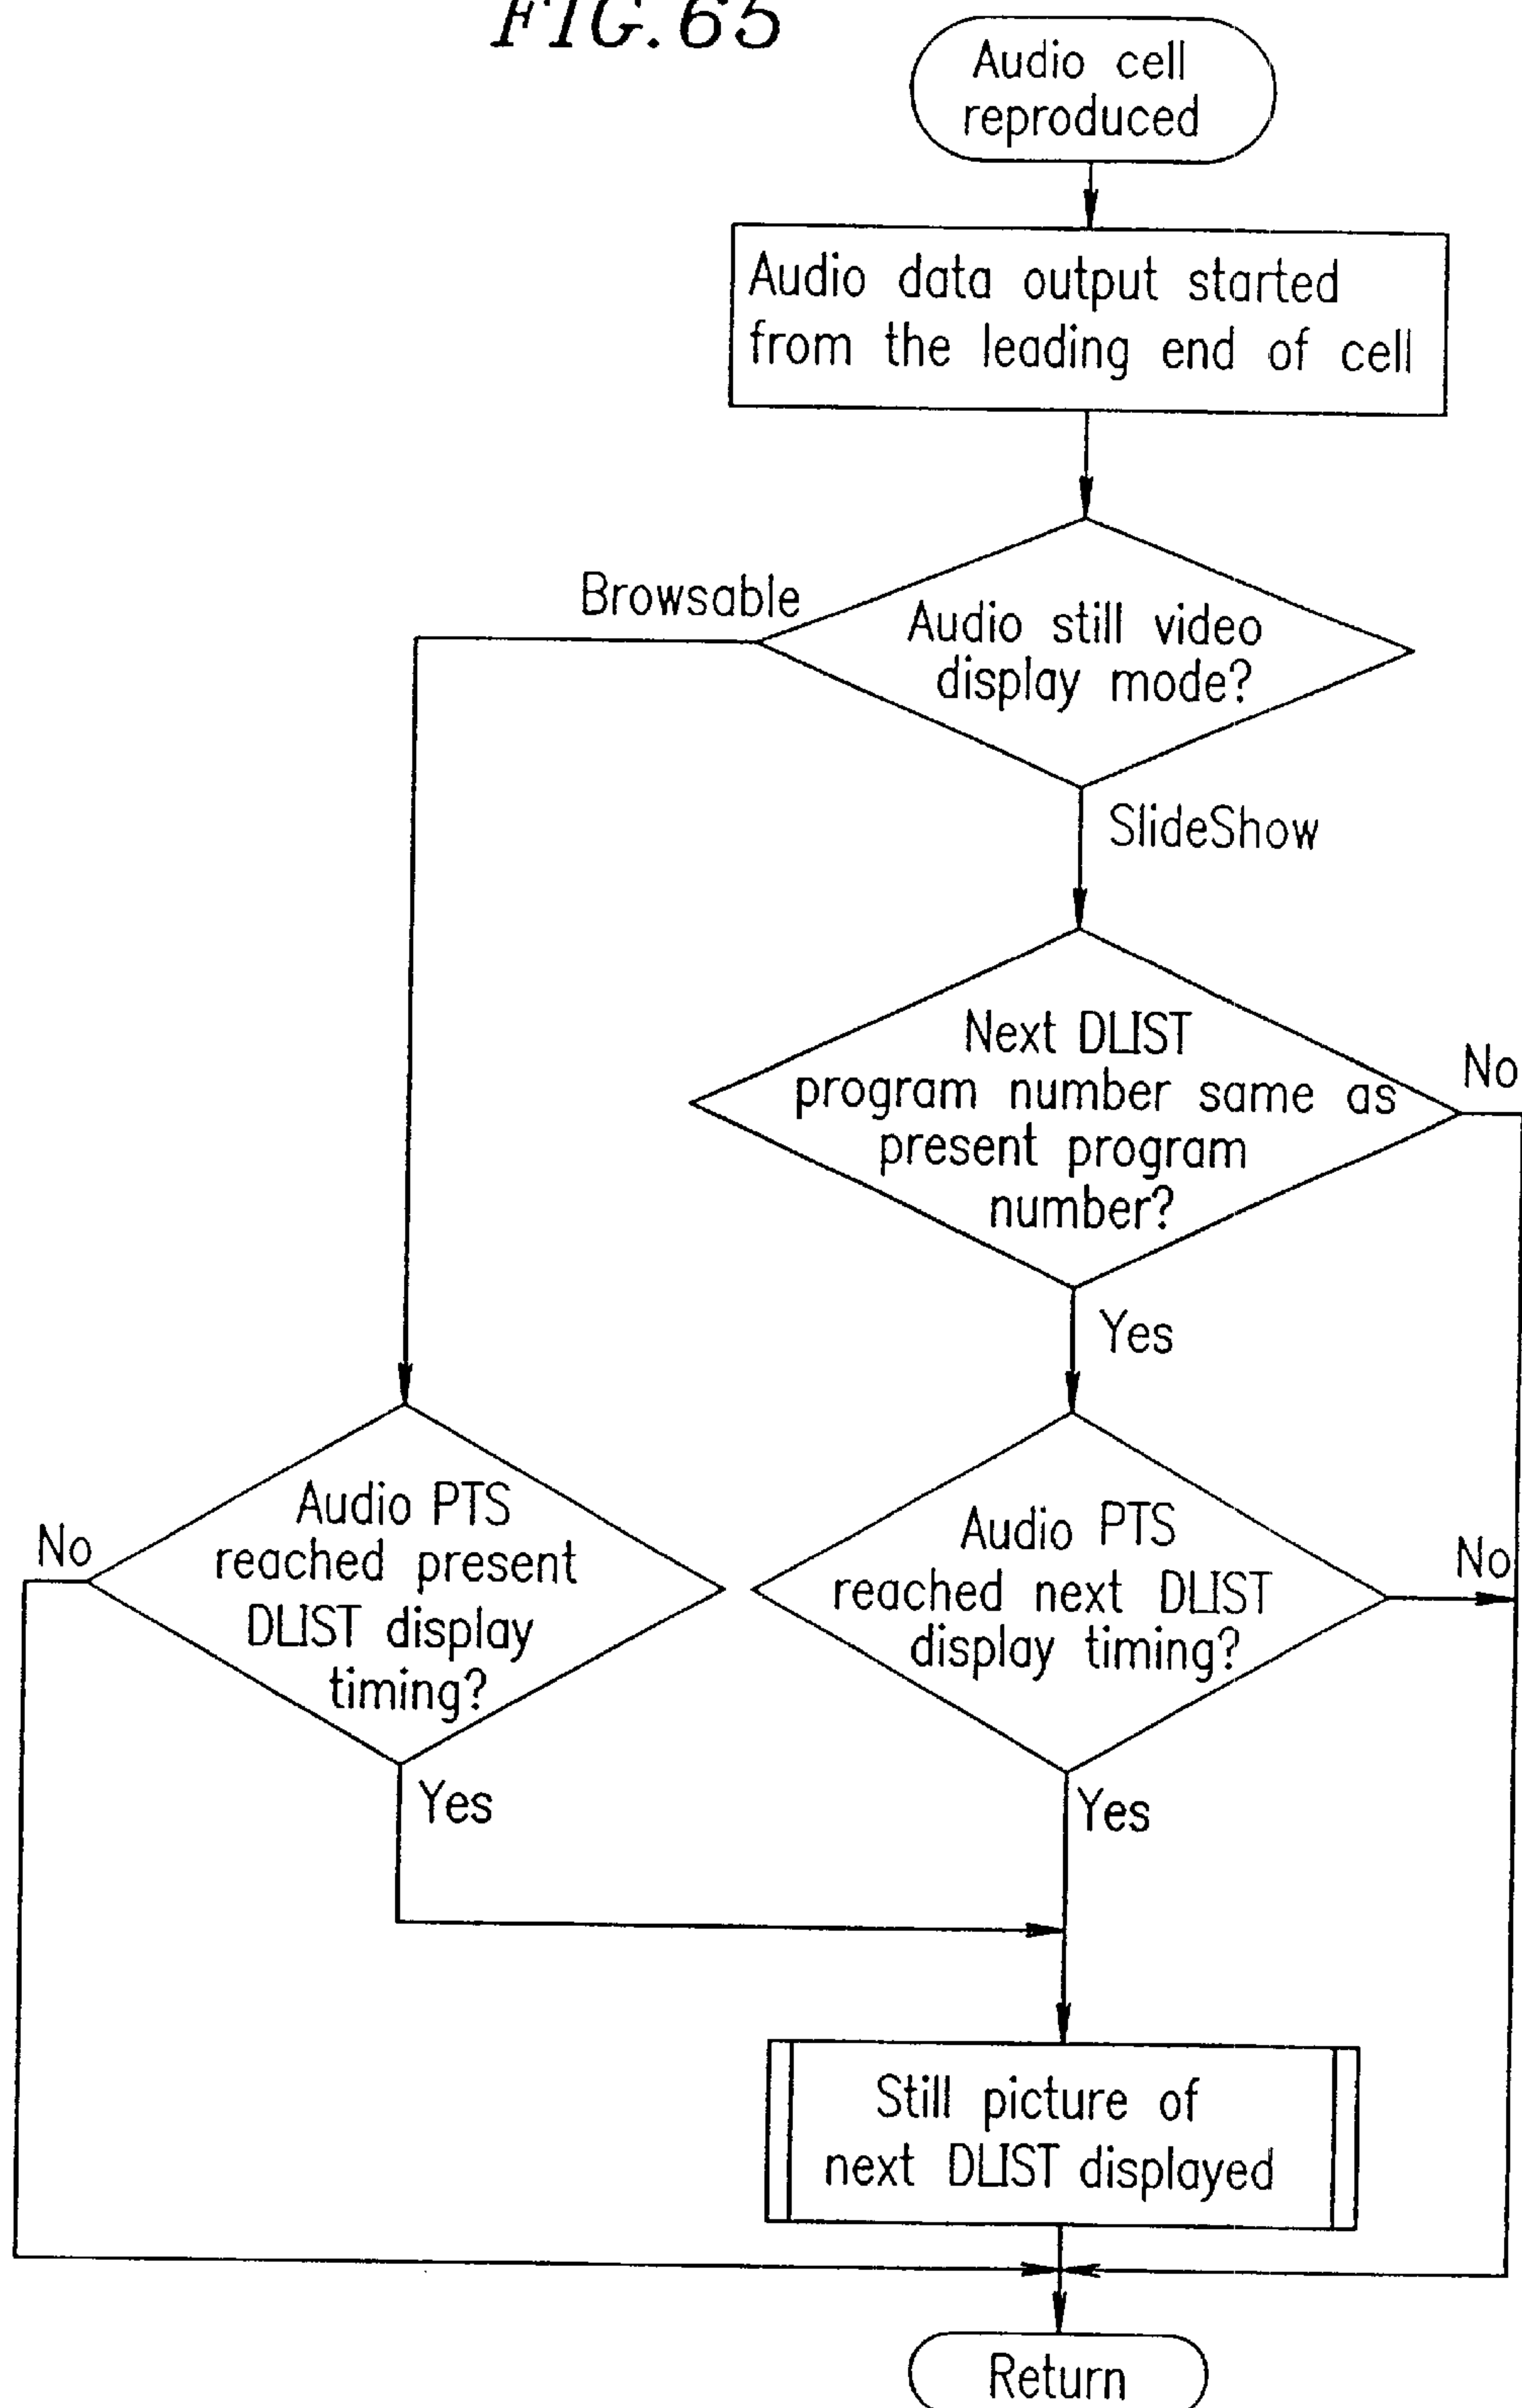 FIG.65
Audio cell
reproduced
Audio data output started
from the leading end of cell
Browsable
Audio still video
display mode?
SlideShow
Next DLIST
program number same as
present program
number?
No
Yes
Audio PTS
reached present
DLIST display
timing?
No
Yes
Audio PTS
reached next DLIST
display timing?
No
Yes
Still picture of
next DLIST displayed
Return